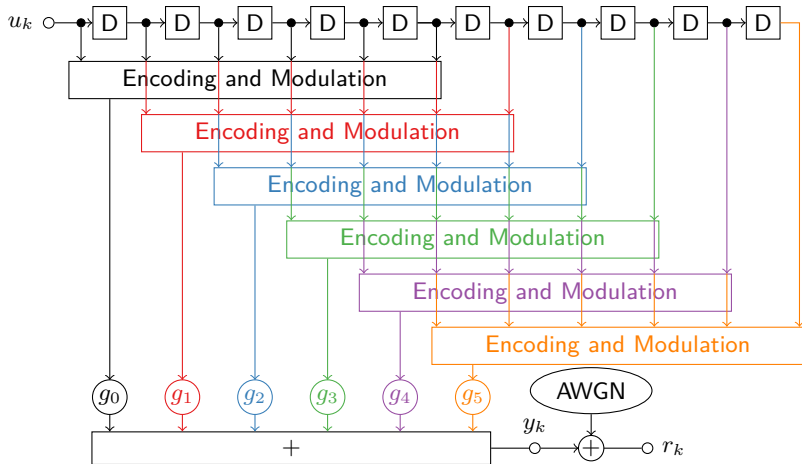 u_k D D D D D D D D D D
Encoding and Modulation
Encoding and Modulation
Encoding and Modulation
Encoding and Modulation
Encoding and Modulation
Encoding and Modulation
g_0 g_1 g_2 g_3 g_4 g_5 AWGN
+ y_k + r_k